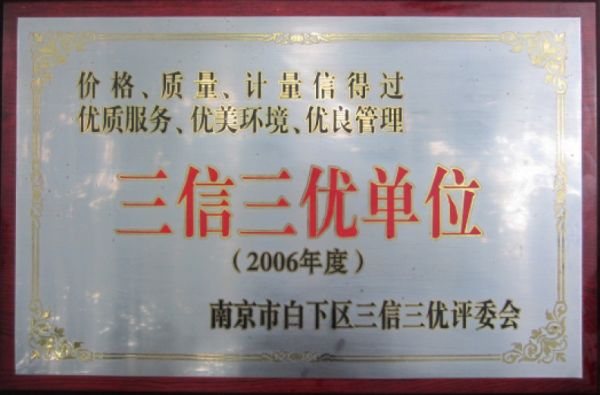 价格、质量、计量信得过
优质服务、优美环境、优良管理
三信三优单位
（2006年度）
南京市白下区三信三优评委会